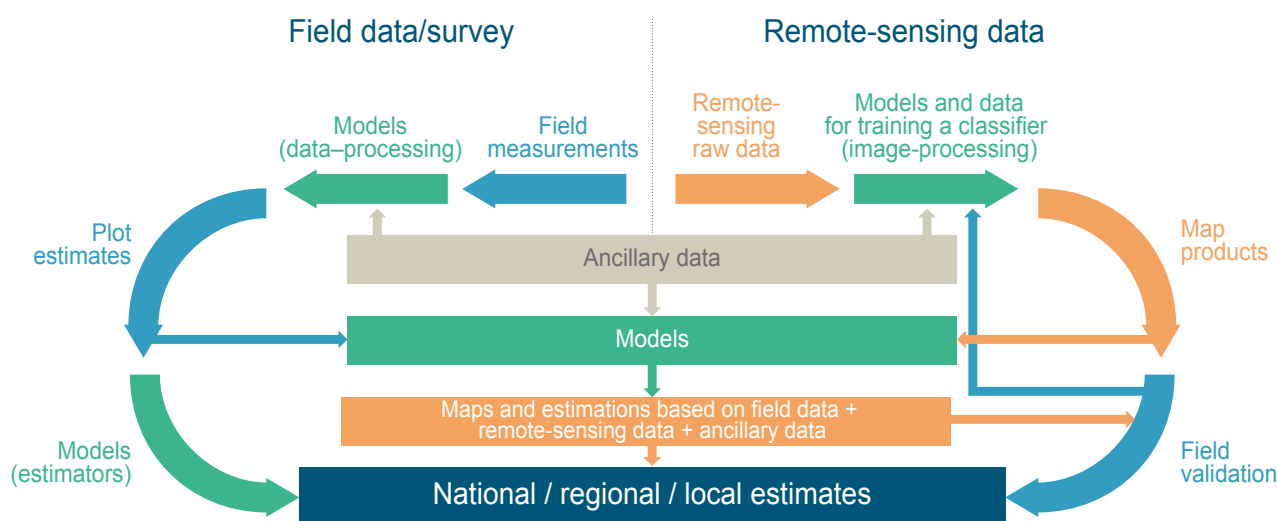 Field data/survey
Remote-sensing data
Models
(data–processing)
Field
measurements
Remote-
sensing
raw data
Models and data
for training a classifier
(image-processing)
Plot
estimates
Map
products
Ancillary data
Models
Maps and estimations based on field data +
remote-sensing data + ancillary data
Models
(estimators)
Field
validation
National / regional / local estimates